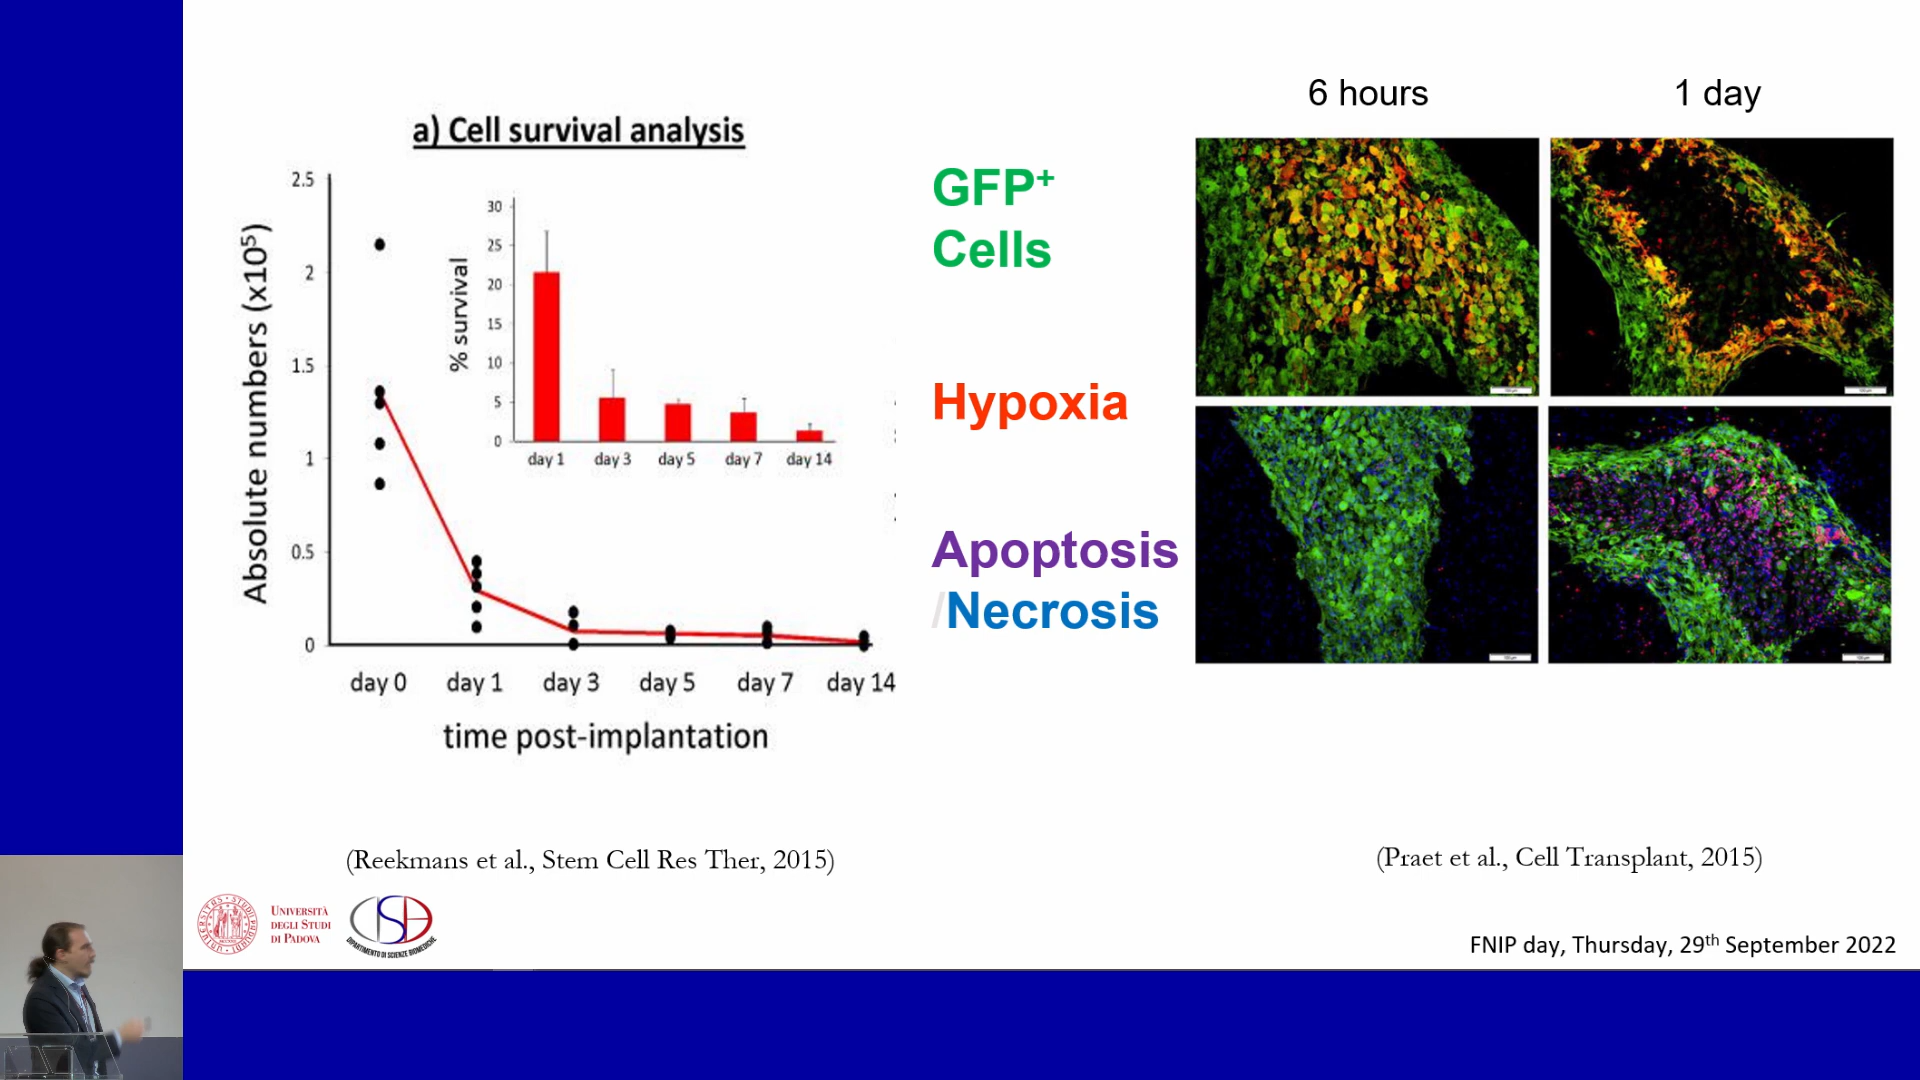 6 hours
1 day
a) Cell survival analysis
Absolute numbers (x10⁵)
2.5
2
1.5
1
0.5
0
% survival
30
25
20
15
10
5
0
day 1
day 3
day 5
day 7
day 14
day 0
day 1
day 3
day 5
day 7
day 14
time post-implantation
GFP⁺
Cells
Hypoxia
Apoptosis
/Necrosis
(Reekmans et al., Stem Cell Res Ther, 2015)
(Praet et al., Cell Transplant, 2015)
UNIVERSITÀ
DEGLI STUDI
DI PADOVA
DIPARTIMENTO DI SCIENZE BIOMEDICHE
FNIP day, Thursday, 29th September 2022